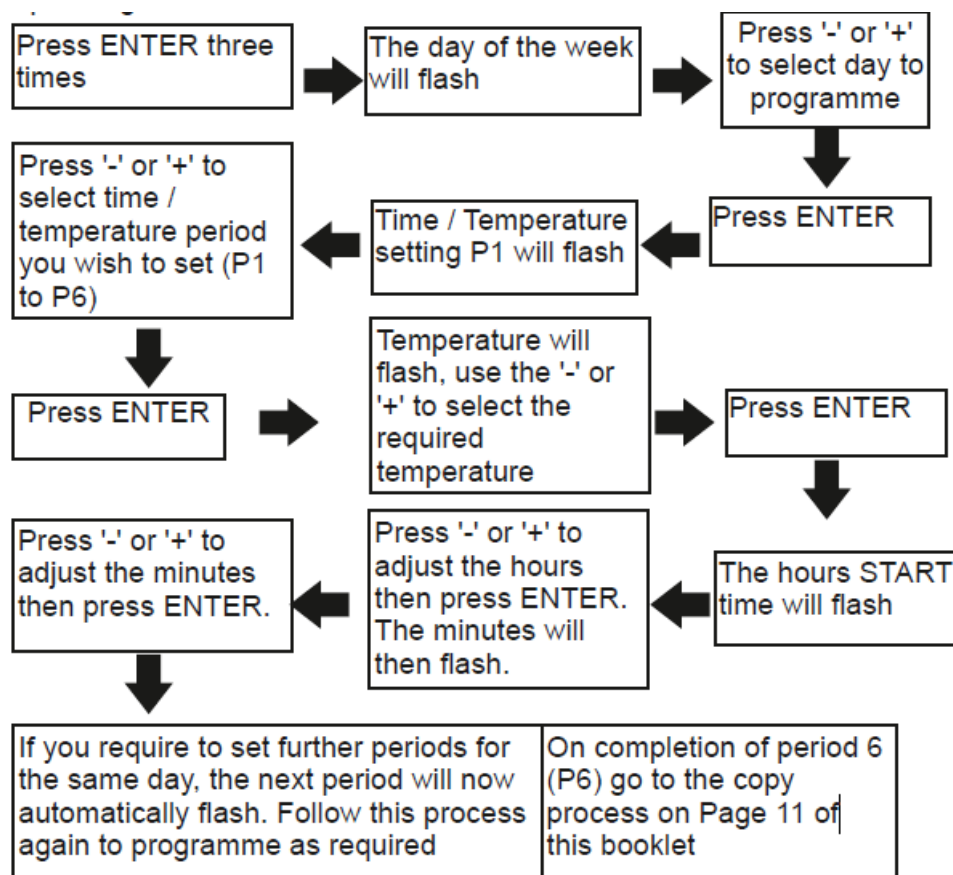 Press ENTER three
times
The day of the week
will flash
Press '-' or '+'
to select day to
programme
Press ENTER
Time / Temperature
setting P1 will flash
Press '-' or '+' to
select time /
temperature period
you wish to set (P1
to P6)
Press ENTER
Temperature will
flash, use the '-' or
'+' to select the
required
temperature
Press ENTER
The hours START
time will flash
Press '-' or '+' to
adjust the hours
then press ENTER.
The minutes will
then flash.
Press '-' or '+' to
adjust the minutes
then press ENTER.
If you require to set further periods for
the same day, the next period will now
automatically flash. Follow this process
again to programme as required
On completion of period 6
(P6) go to the copy
process on Page 11 of
this booklet